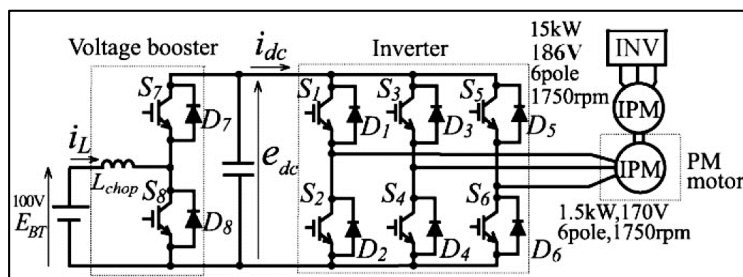 Voltage booster
i_dc
Inverter
15kW
186V
6pole
1750rpm
INV
IPM
S_7
D_7
S_1
D_1
S_3
D_3
S_5
D_5
i_L
L_chop
e_dc
IPM
PM
motor
100V
E_BT
S_8
D_8
S_2
D_2
S_4
D_4
S_6
D_6
1.5kW,170V
6pole,1750rpm